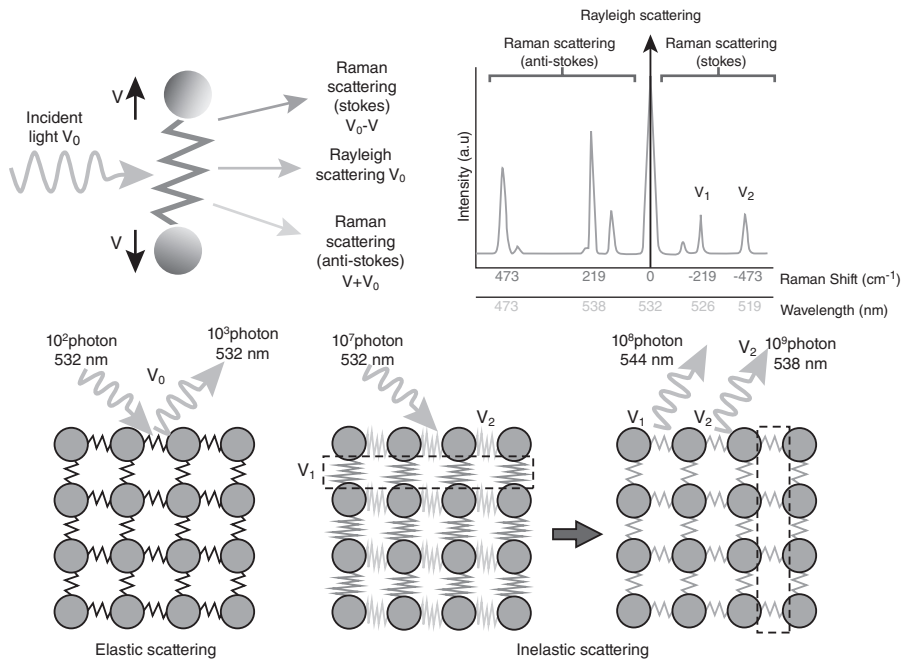 V
Incident
light V₀
V
Raman
scattering
(stokes)
V₀-V
Rayleigh
scattering V₀
Raman
scattering
(anti-stokes)
V+V₀
Rayleigh scattering
Raman scattering
(anti-stokes)
Raman scattering
(stokes)
Intensity (a.u)
V₁
V₂
473 219 0 -219 -473 Raman Shift (cm⁻¹)
473 538 532 526 519 Wavelength (nm)
10²photon
532 nm
V₀
10³photon
532 nm
Elastic scattering
10⁷photon
532 nm
V₂
V₁
10⁸photon
544 nm
V₂ 10⁹photon
538 nm
V₁ V₂
Inelastic scattering